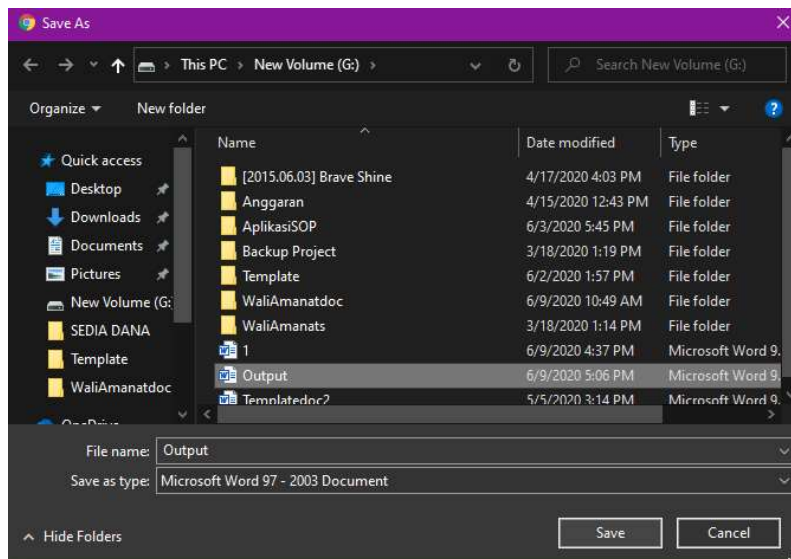 Save As
This PC > New Volume (G:) >
Search New Volume (G:)
Organize
New folder
Name
Date modified
Type
Quick access
Desktop
Downloads
Documents
Pictures
New Volume (G:
SEDIA DANA
Template
WaliAmanatdoc
[2015.06.03] Brave Shine 4/17/2020 4:03 PM File folder
Anggaran 4/15/2020 12:43 PM File folder
AplikasiSOP 6/3/2020 5:45 PM File folder
Backup Project 3/18/2020 1:19 PM File folder
Template 6/2/2020 1:57 PM File folder
WaliAmanatdoc 6/9/2020 10:49 AM File folder
WaliAmanats 3/18/2020 1:14 PM File folder
1 6/9/2020 4:37 PM Microsoft Word 9.
Output 6/9/2020 5:06 PM Microsoft Word 9.
Templatedoc2 5/5/2020 3:14 PM Microsoft Word 9.
File name: Output
Save as type: Microsoft Word 97 - 2003 Document
Hide Folders
Save
Cancel